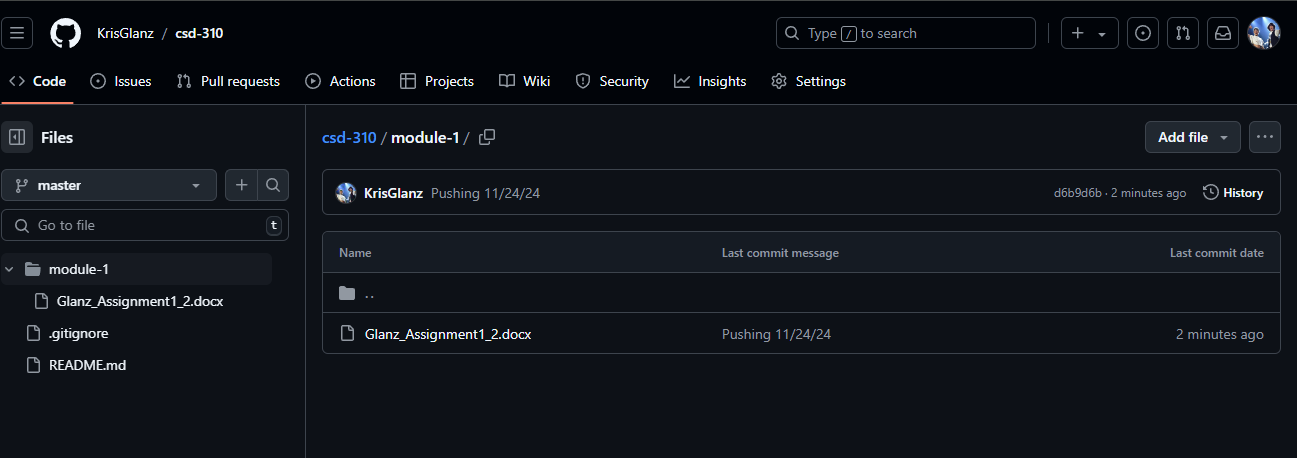 KrisGlanz / csd-310
Type / to search
Code Issues Pull requests Actions Projects Wiki Security Insights Settings
Files
csd-310 / module-1 /
Add file
master
KrisGlanz Pushing 11/24/24 d6b9d6b · 2 minutes ago History
Go to file t
Name Last commit message Last commit date
module-1
..
Glanz_Assignment1_2.docx
.gitignore
Glanz_Assignment1_2.docx Pushing 11/24/24 2 minutes ago
README.md